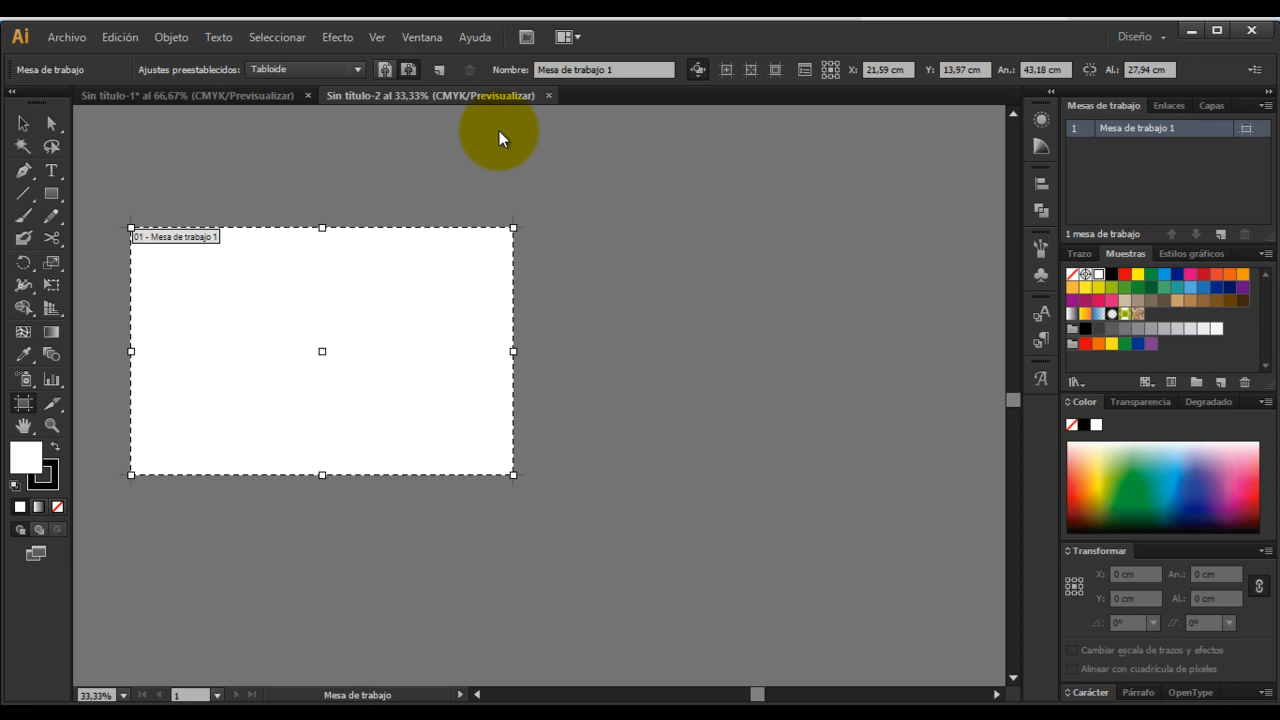 Ai Archivo Edición Objeto Texto Seleccionar Efecto Ver Ventana Ayuda Br Diseño
Mesa de trabajo Ajustes preestablecidos: Tabloide Nombre: Mesa de trabajo 1 X: 21,59 cm Y: 13,97 cm An.: 43,18 cm Al.: 27,94 cm
Sin título-1* al 66,67% (CMYK/Previsualizar) Sin título-2 al 33,33% (CMYK/Previsualizar)
Mesas de trabajo Enlaces Capas
1 Mesa de trabajo 1
01 - Mesa de trabajo 1
1 mesa de trabajo
Trazo Muestras Estilos gráficos
Color Transparencia Degradado
Transformar
X: 0 cm An.: 0 cm
Y: 0 cm Al.: 0 cm
0° 0°
Cambiar escala de trazos y efectos
Alinear con cuadrícula de píxeles
33,33% 1 Mesa de trabajo
Carácter Párrafo OpenType